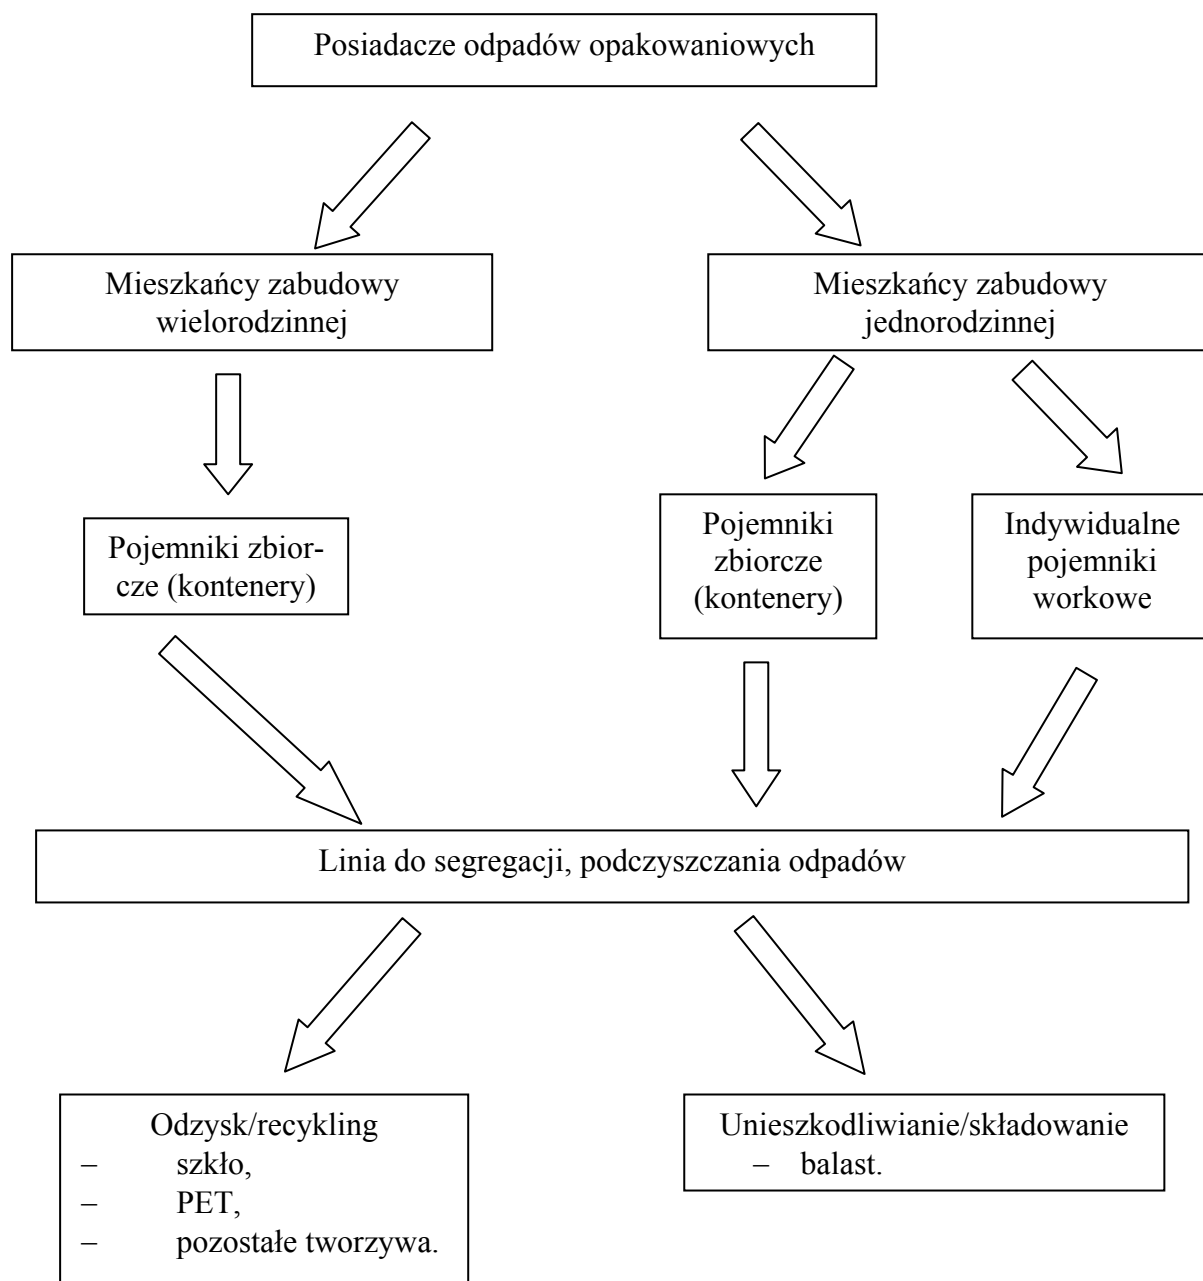 Posiadacze odpadów opakowaniowych
Mieszkańcy zabudowy
wielorodzinnej
Mieszkańcy zabudowy
jednorodzinnej
Pojemniki zbior-
cze (kontenery)
Pojemniki
zbiorcze
(kontenery)
Indywidualne
pojemniki
workowe
Linia do segregacji, podczyszczania odpadów
Odzysk/recykling
– szkło,
– PET,
– pozostałe tworzywa.
Unieszkodliwianie/składowanie
– balast.